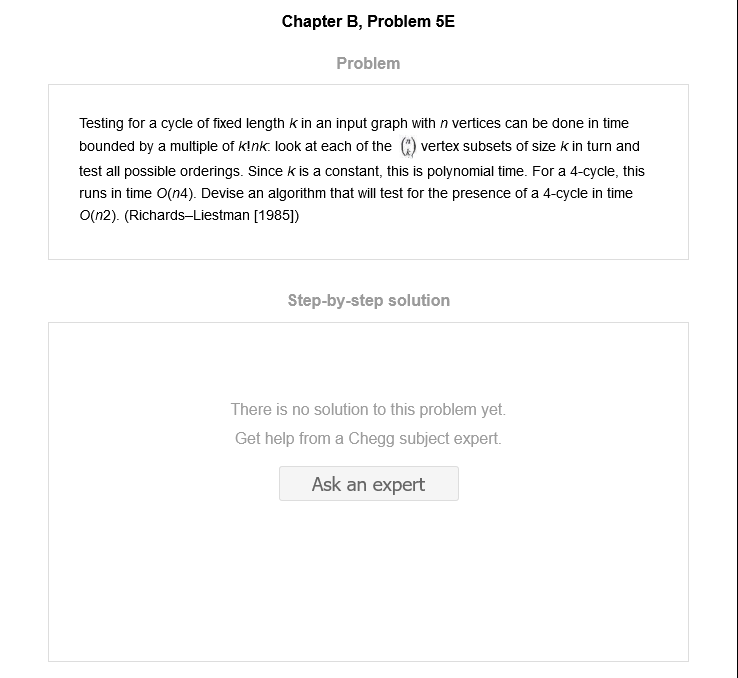 Chapter B, Problem 5E
Problem
Testing for a cycle of fixed length k in an input graph with n vertices can be done in time
bounded by a multiple of k!nk: look at each of the (n k) vertex subsets of size k in turn and
test all possible orderings. Since k is a constant, this is polynomial time. For a 4-cycle, this
runs in time O(n4). Devise an algorithm that will test for the presence of a 4-cycle in time
O(n2). (Richards–Liestman [1985])
Step-by-step solution
There is no solution to this problem yet.
Get help from a Chegg subject expert.
Ask an expert